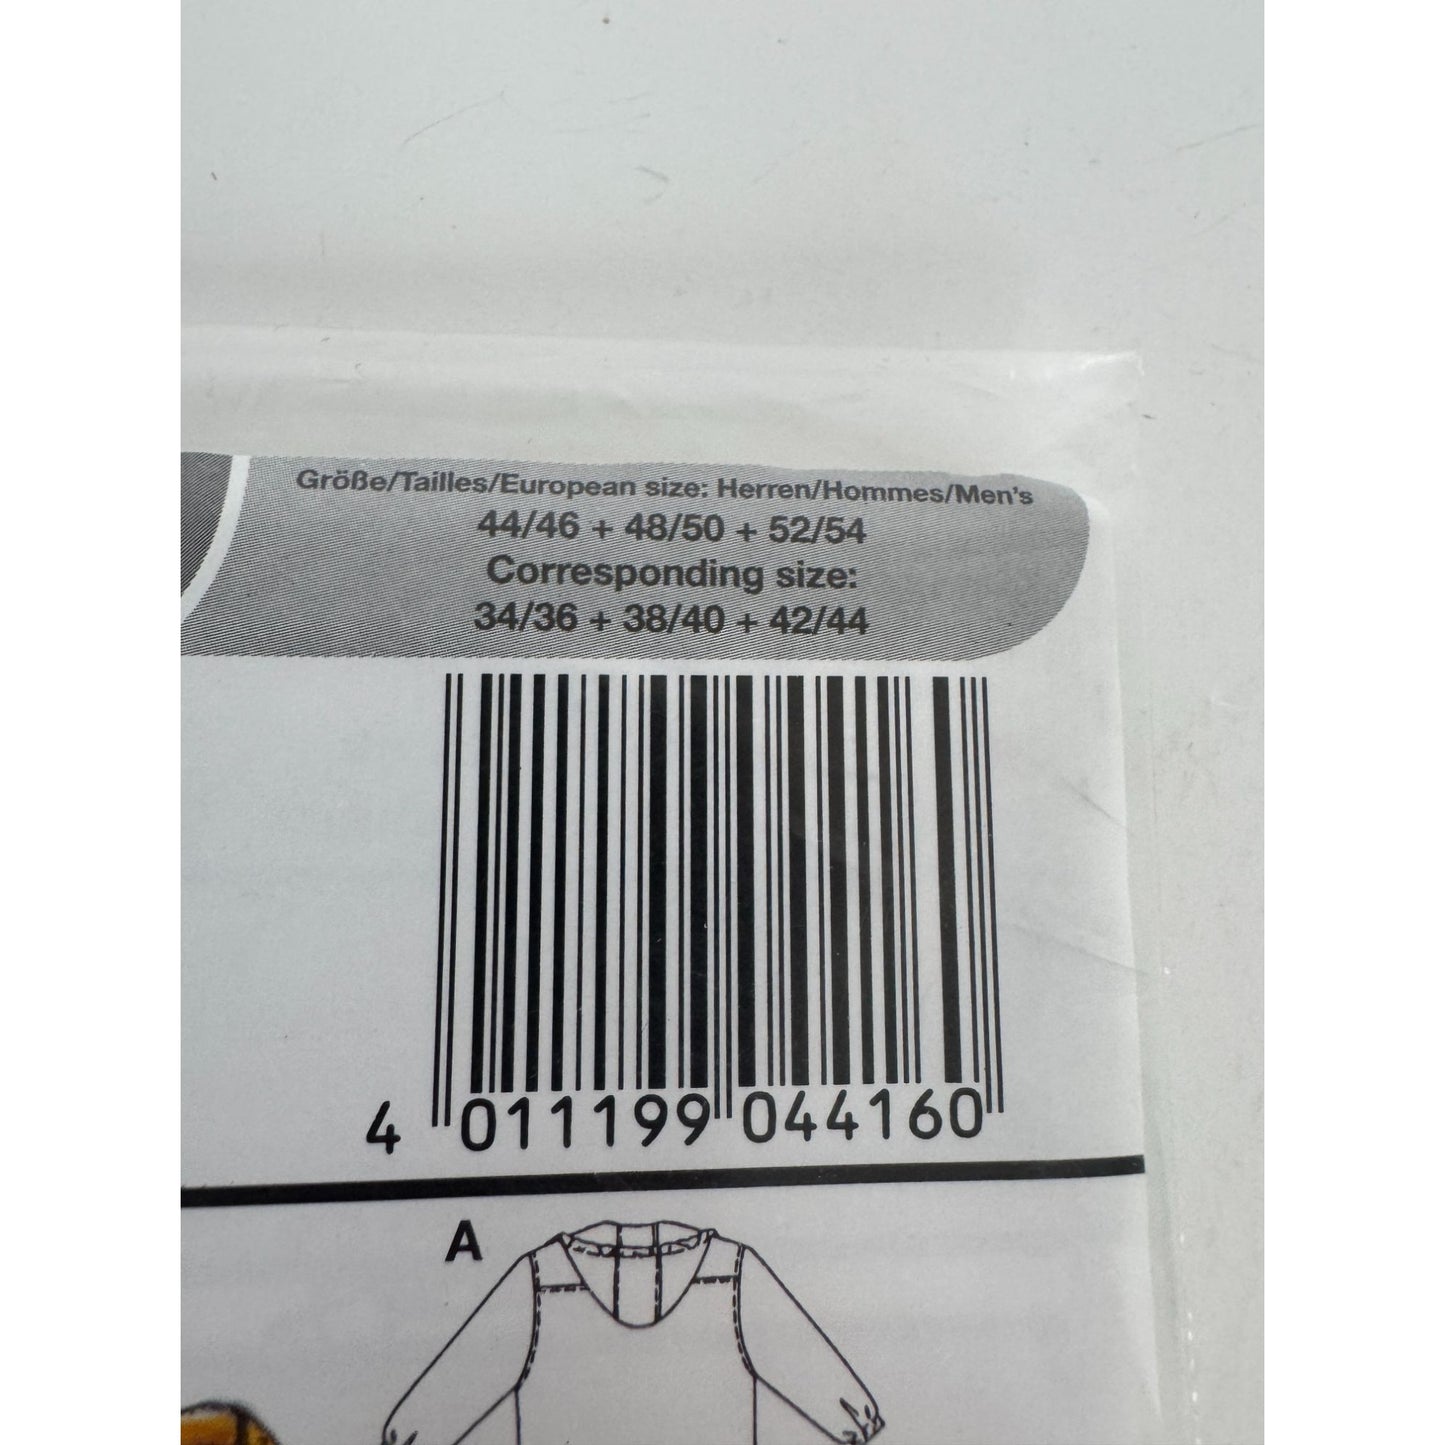 Größe/Tailles/European size: Herren/Hommes/Men's
44/46 + 48/50 + 52/54
Corresponding size:
34/36 + 38/40 + 42/44
4 011199 044160
A